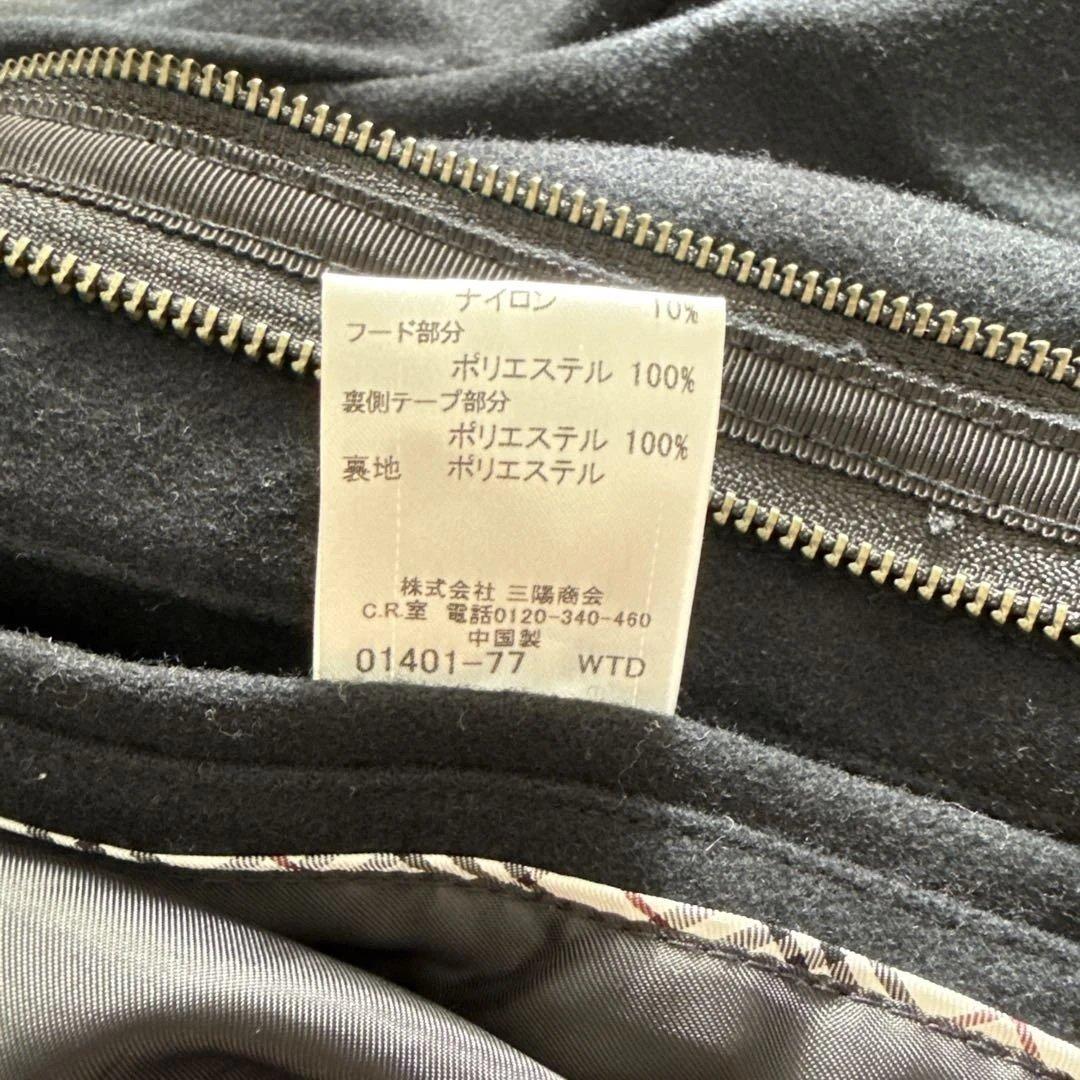 ナイロン 10%
フード部分
ポリエステル 100%
裏側テープ部分
ポリエステル 100%
裏地 ポリエステル
株式会社 三陽商会
C.R.室 電話0120-340-460
中国製
01401-77 WTD